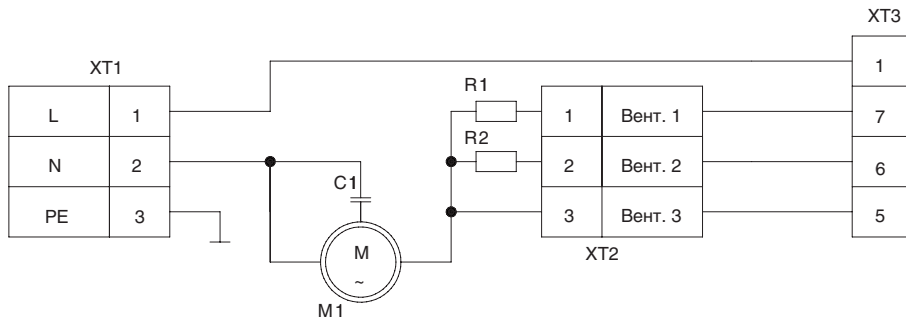 XT3
XT1
1
R1
L 1
1 Вент. 1
7
R2
N 2
2 Вент. 2
6
C1
PE 3
3 Вент. 3
5
M
~
XT2
M1